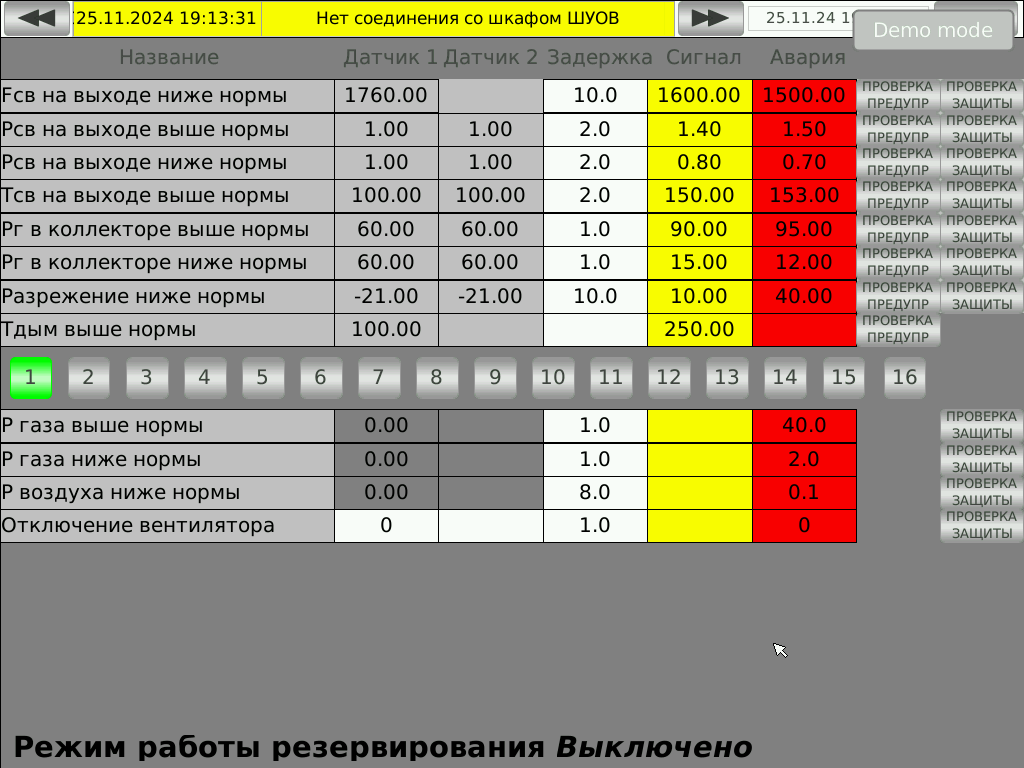 25.11.2024 19:13:31 Нет соединения со шкафом ШУОВ 25.11.24 Demo mode
Название Датчик 1 Датчик 2 Задержка Сигнал Авария
Fсв на выходе ниже нормы 1760.00 10.0 1600.00 1500.00 ПРОВЕРКА ПРЕДУПР ПРОВЕРКА ЗАЩИТЫ
Рсв на выходе выше нормы 1.00 1.00 2.0 1.40 1.50 ПРОВЕРКА ПРЕДУПР ПРОВЕРКА ЗАЩИТЫ
Рсв на выходе ниже нормы 1.00 1.00 2.0 0.80 0.70 ПРОВЕРКА ПРЕДУПР ПРОВЕРКА ЗАЩИТЫ
Тсв на выходе выше нормы 100.00 100.00 2.0 150.00 153.00 ПРОВЕРКА ПРЕДУПР ПРОВЕРКА ЗАЩИТЫ
Рг в коллекторе выше нормы 60.00 60.00 1.0 90.00 95.00 ПРОВЕРКА ПРЕДУПР ПРОВЕРКА ЗАЩИТЫ
Рг в коллекторе ниже нормы 60.00 60.00 1.0 15.00 12.00 ПРОВЕРКА ПРЕДУПР ПРОВЕРКА ЗАЩИТЫ
Разрежение ниже нормы -21.00 -21.00 10.0 10.00 40.00 ПРОВЕРКА ПРЕДУПР ПРОВЕРКА ЗАЩИТЫ
Тдым выше нормы 100.00 250.00 ПРОВЕРКА ПРЕДУПР
1 2 3 4 5 6 7 8 9 10 11 12 13 14 15 16
Р газа выше нормы 0.00 1.0 40.0 ПРОВЕРКА ЗАЩИТЫ
Р газа ниже нормы 0.00 1.0 2.0 ПРОВЕРКА ЗАЩИТЫ
Р воздуха ниже нормы 0.00 8.0 0.1 ПРОВЕРКА ЗАЩИТЫ
Отключение вентилятора 0 1.0 0 ПРОВЕРКА ЗАЩИТЫ
Режим работы резервирования Выключено